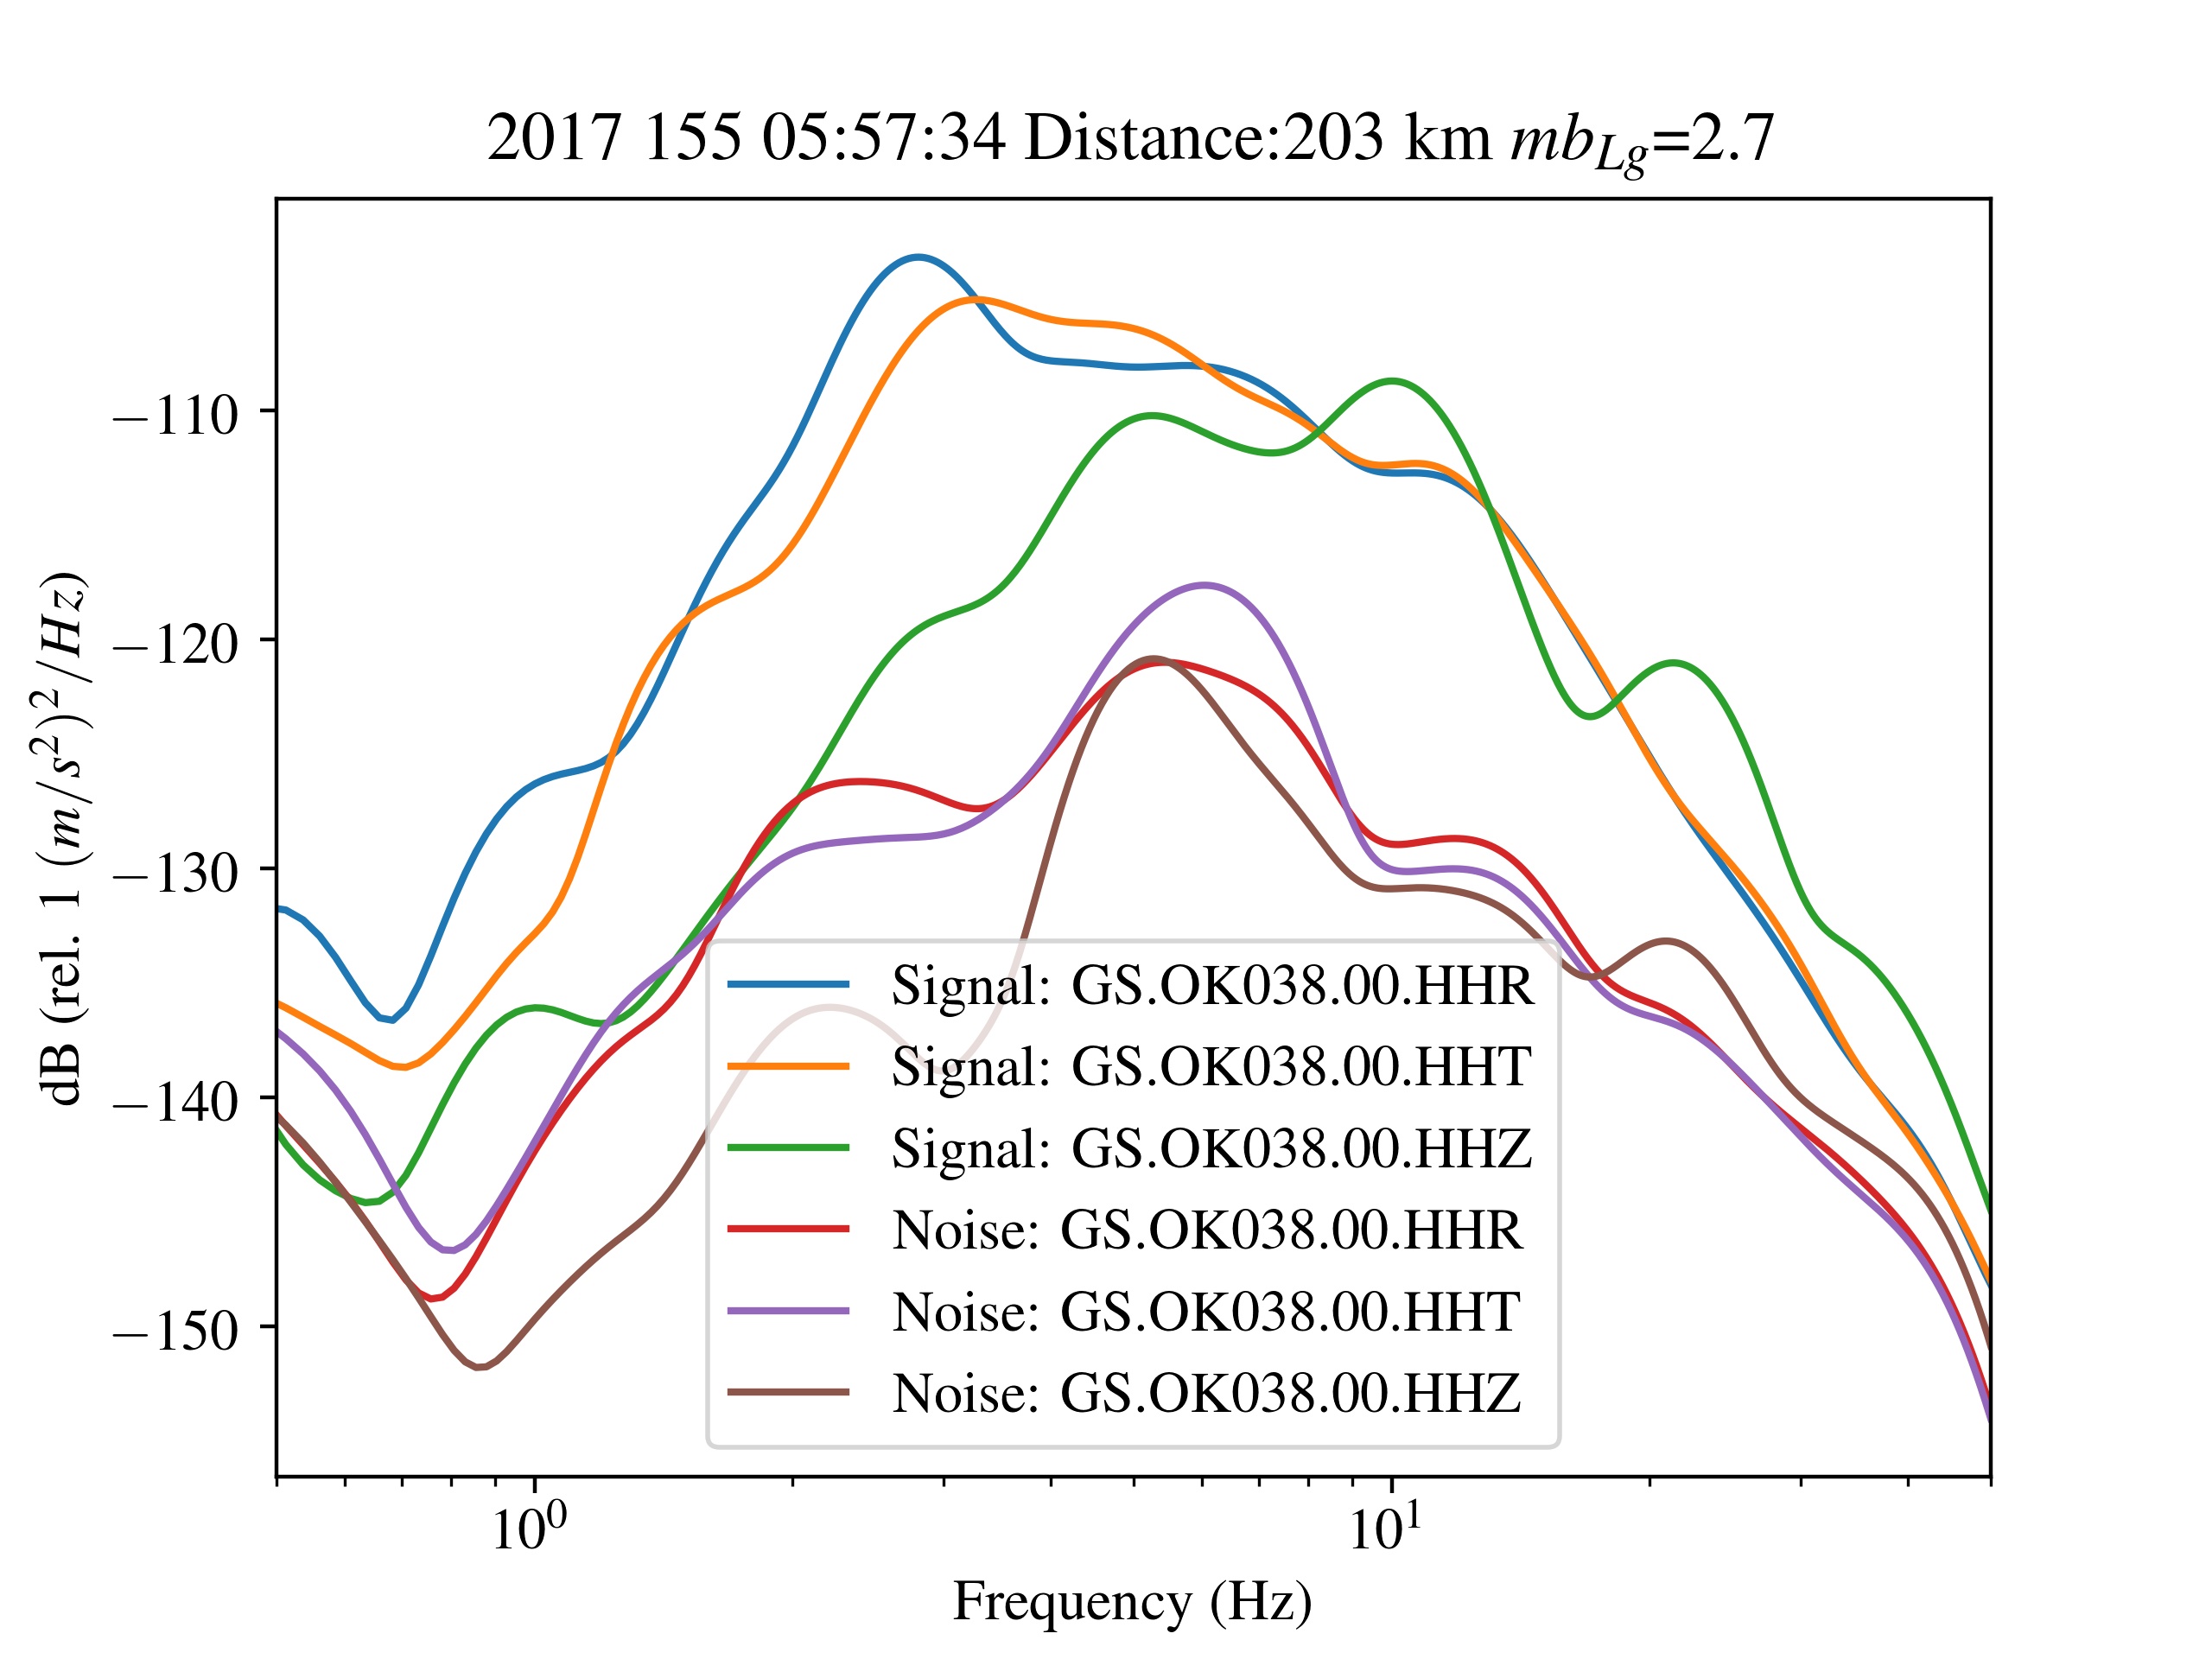 2017 155 05:57:34 Distance:203 km mb_Lg=2.7
dB (rel. 1 (m/s²)²/Hz)
−110
−120
−130
−140
−150
Signal: GS.OK038.00.HHR
Signal: GS.OK038.00.HHT
Signal: GS.OK038.00.HHZ
Noise: GS.OK038.00.HHR
Noise: GS.OK038.00.HHT
Noise: GS.OK038.00.HHZ
10⁰ 10¹
Frequency (Hz)